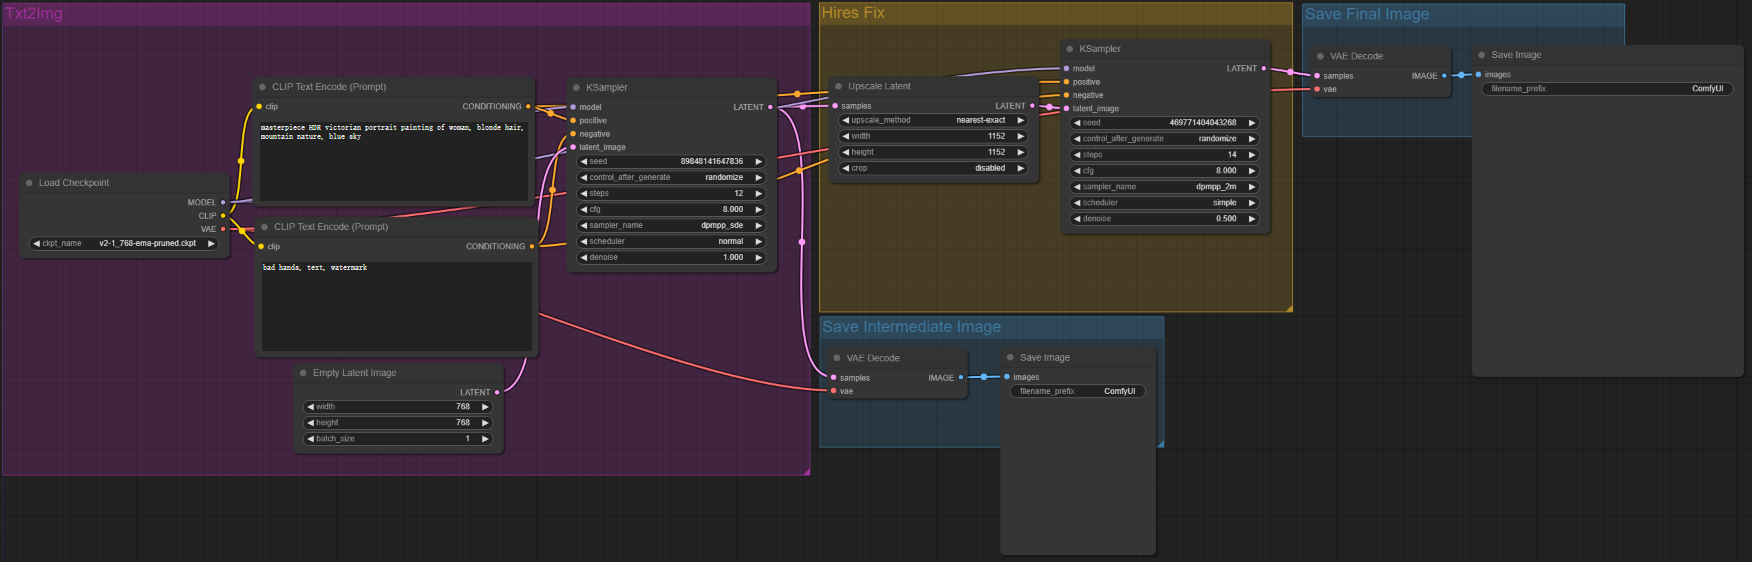 Txt2Img
Load Checkpoint
MODEL
CLIP
VAE
ckpt_name v2-1_768-ema-pruned.ckpt
CLIP Text Encode (Prompt)
clip CONDITIONING
masterpiece HDR victorian portrait painting of woman, blonde hair,
mountain nature, blue sky
CLIP Text Encode (Prompt)
clip CONDITIONING
bad hands, text, watermark
Empty Latent Image
LATENT
width 768
height 768
batch_size 1
KSampler
model LATENT
positive
negative
latent_image
seed 89848141647836
control_after_generate randomize
steps 12
cfg 8.000
sampler_name dpmpp_sde
scheduler normal
denoise 1.000
Hires Fix
Upscale Latent
samples LATENT
upscale_method nearest-exact
width 1152
height 1152
crop disabled
KSampler
model LATENT
positive
negative
latent_image
seed 469771404043268
control_after_generate randomize
steps 14
cfg 8.000
sampler_name dpmpp_2m
scheduler simple
denoise 0.500
Save Intermediate Image
VAE Decode
samples IMAGE
vae
Save Image
images
filename_prefix ComfyUI
Save Final Image
VAE Decode
samples IMAGE
vae
Save Image
images
filename_prefix ComfyUI